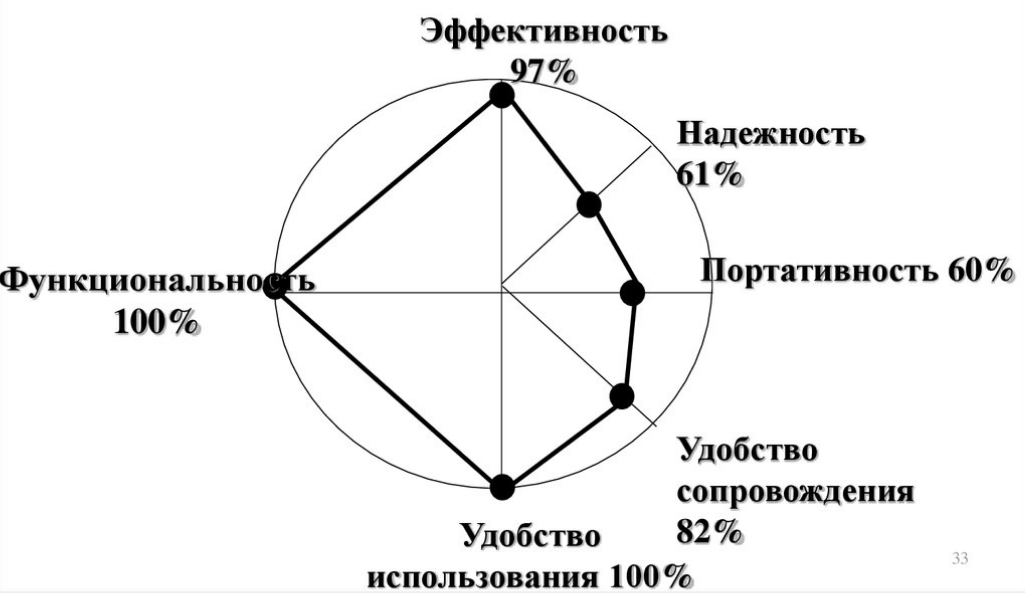 Эффективность
97%
Надежность
61%
Функциональность
100%
Портативность 60%
Удобство
сопровождения
82%
Удобство
использования 100%
33